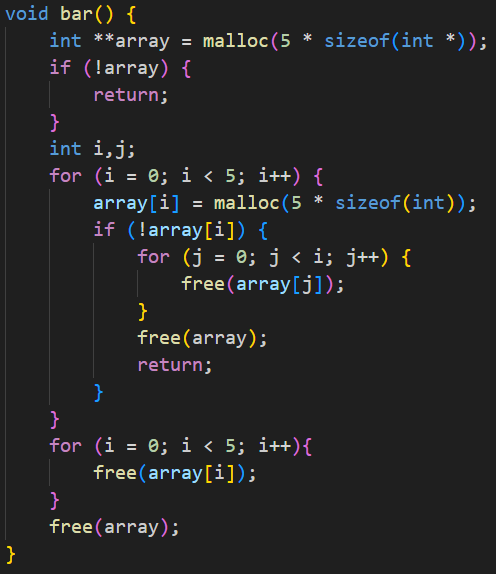 void bar() {
    int **array = malloc(5 * sizeof(int *));
    if (!array) {
        return;
    }
    int i,j;
    for (i = 0; i < 5; i++) {
        array[i] = malloc(5 * sizeof(int));
        if (!array[i]) {
            for (j = 0; j < i; j++) {
                free(array[j]);
            }
            free(array);
            return;
        }
    }
    for (i = 0; i < 5; i++){
        free(array[i]);
    }
    free(array);
}